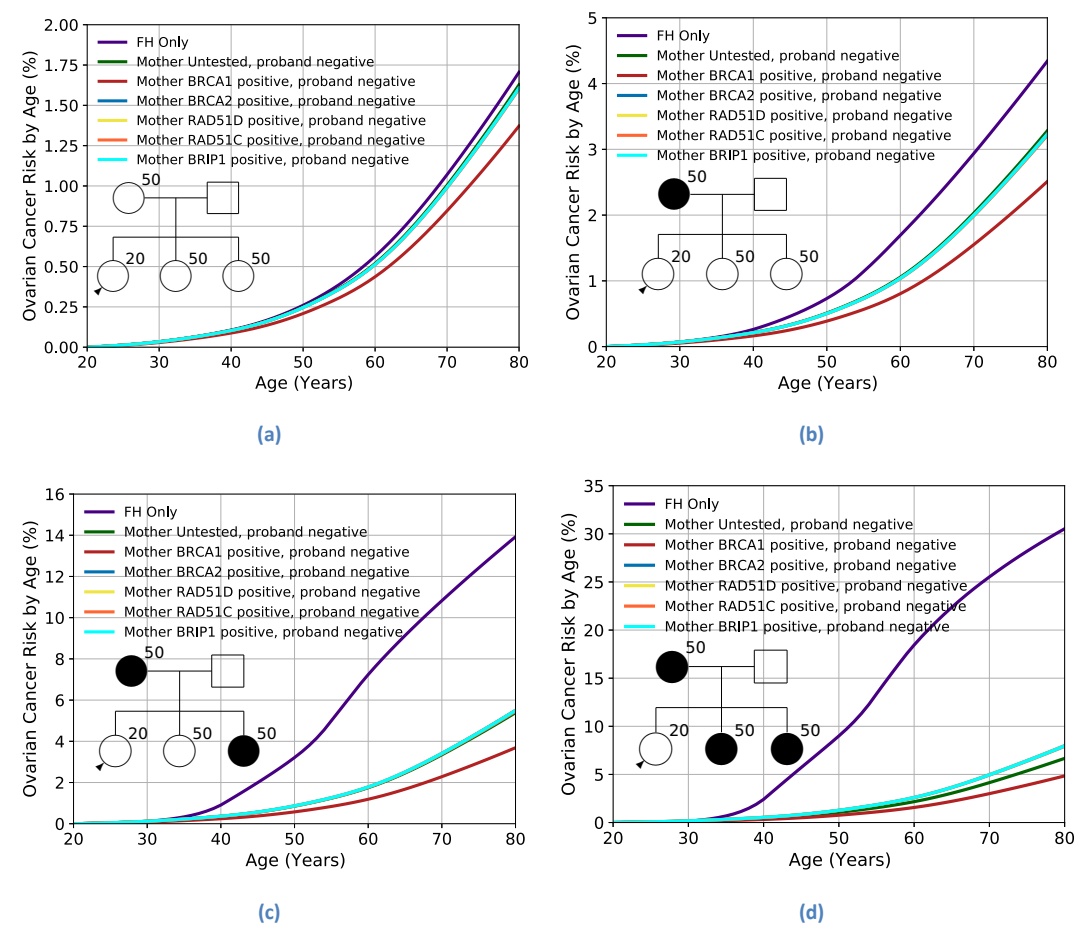 Ovarian Cancer Risk by Age (%)
2.00
1.75
1.50
1.25
1.00
0.75
0.50
0.25
0.00
FH Only
Mother Untested, proband negative
Mother BRCA1 positive, proband negative
Mother BRCA2 positive, proband negative
Mother RAD51D positive, proband negative
Mother RAD51C positive, proband negative
Mother BRIP1 positive, proband negative
50
20 50 50
20 30 40 50 60 70 80
Age (Years)
(a)
Ovarian Cancer Risk by Age (%)
5
4
3
2
1
0
FH Only
Mother Untested, proband negative
Mother BRCA1 positive, proband negative
Mother BRCA2 positive, proband negative
Mother RAD51D positive, proband negative
Mother RAD51C positive, proband negative
Mother BRIP1 positive, proband negative
50
20 50 50
20 30 40 50 60 70 80
Age (Years)
(b)
Ovarian Cancer Risk by Age (%)
16
14
12
10
8
6
4
2
0
FH Only
Mother Untested, proband negative
Mother BRCA1 positive, proband negative
Mother BRCA2 positive, proband negative
Mother RAD51D positive, proband negative
Mother RAD51C positive, proband negative
Mother BRIP1 positive, proband negative
50
20 50 50
20 30 40 50 60 70 80
Age (Years)
(c)
Ovarian Cancer Risk by Age (%)
35
30
25
20
15
10
5
0
FH Only
Mother Untested, proband negative
Mother BRCA1 positive, proband negative
Mother BRCA2 positive, proband negative
Mother RAD51D positive, proband negative
Mother RAD51C positive, proband negative
Mother BRIP1 positive, proband negative
50
20 50 50
20 30 40 50 60 70 80
Age (Years)
(d)